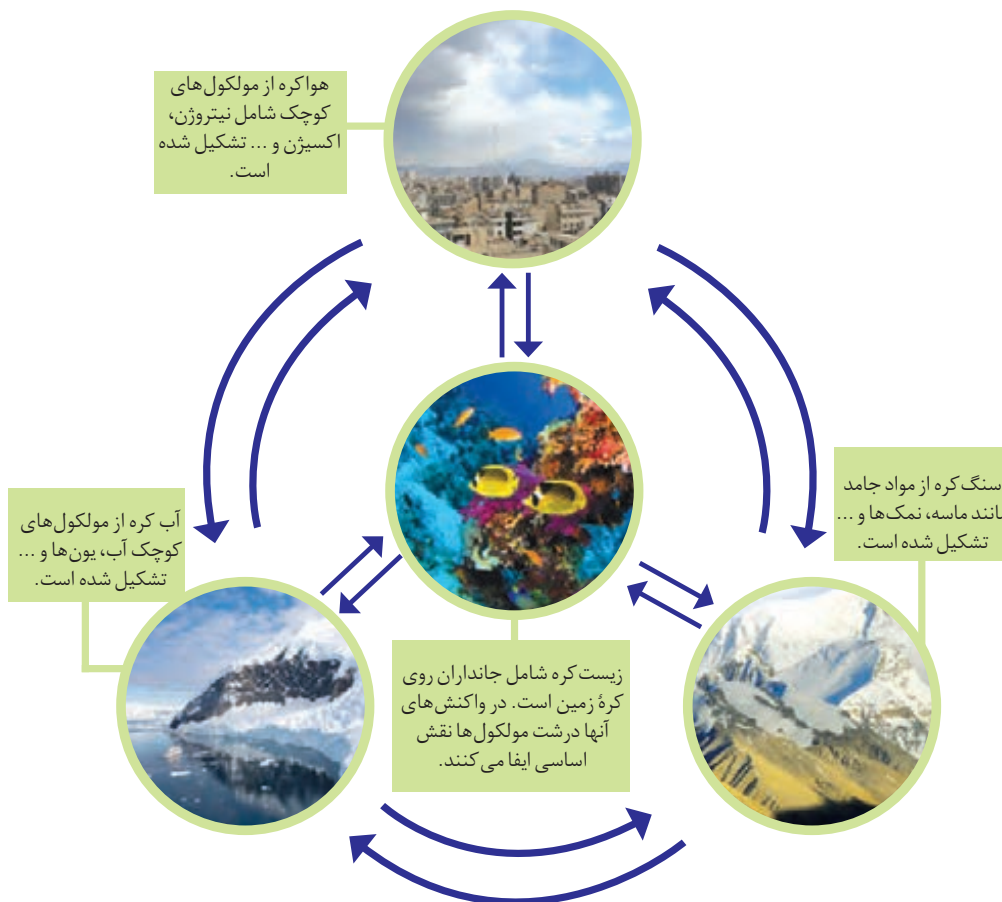 هواکره از مولکول‌های
کوچک شامل نیتروژن،
اکسیژن و ... تشکیل شده
است.
سنگ‌کره از مواد جامد
مانند ماسه، نمک‌ها و ...
تشکیل شده است.
آب کره از مولکول‌های
کوچک آب، یون‌ها و ...
تشکیل شده است.
زیست کره شامل جانداران روی
کرهٔ زمین است. در واکنش‌های
آنها درشت مولکول‌ها نقش
اساسی ایفا می‌کنند.